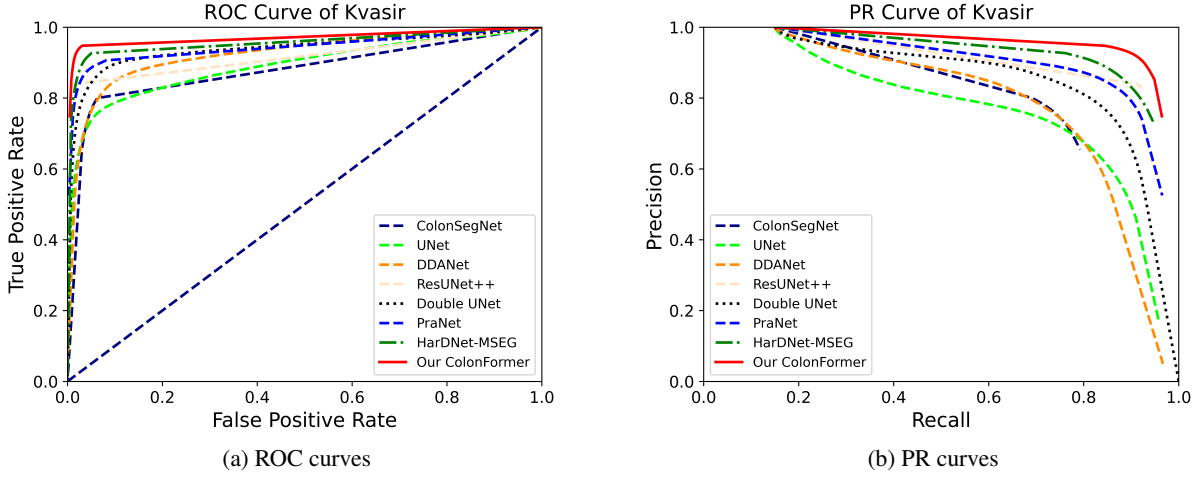 ROC Curve of Kvasir
1.0
0.8
0.6
0.4
0.2
0.0
True Positive Rate
ColonSegNet
UNet
DDANet
ResUNet++
Double UNet
PraNet
HarDNet-MSEG
Our ColonFormer
0.0 0.2 0.4 0.6 0.8 1.0
False Positive Rate
(a) ROC curves
PR Curve of Kvasir
1.0
0.8
0.6
0.4
0.2
0.0
Precision
ColonSegNet
UNet
DDANet
ResUNet++
Double UNet
PraNet
HarDNet-MSEG
Our ColonFormer
0.0 0.2 0.4 0.6 0.8 1.0
Recall
(b) PR curves